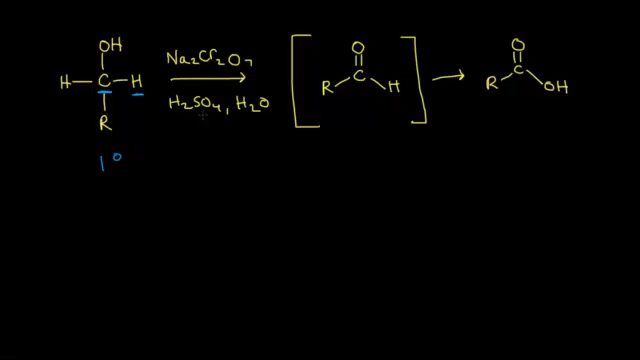 OH
H-C-H
R
1°
Na₂Cr₂O₇
H₂SO₄, H₂O
O
R C H
O
R C OH